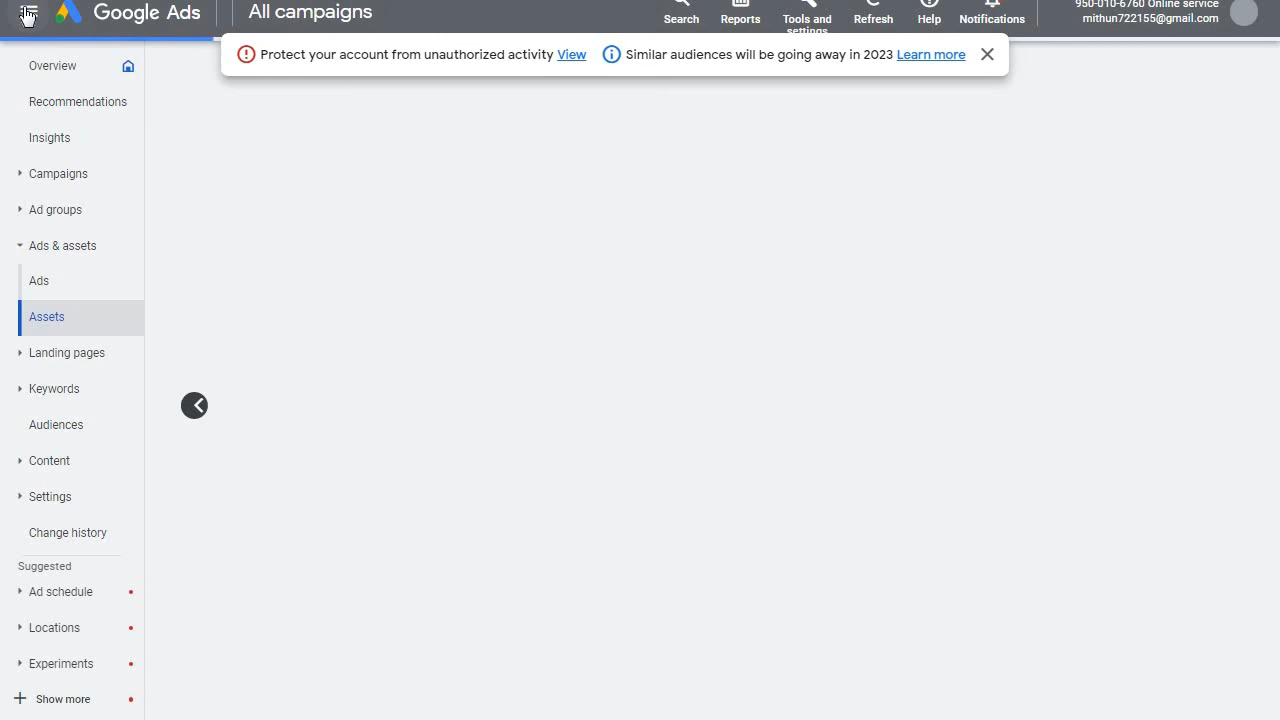 Google Ads
All campaigns
Search
Reports
Tools and
settings
Refresh
Help
Notifications
950-010-6760 Online service
mithun722155@gmail.com
Protect your account from unauthorized activity View
Similar audiences will be going away in 2023 Learn more
Overview
Recommendations
Insights
Campaigns
Ad groups
Ads & assets
Ads
Assets
Landing pages
Keywords
Audiences
Content
Settings
Change history
Suggested
Ad schedule
Locations
Experiments
Show more